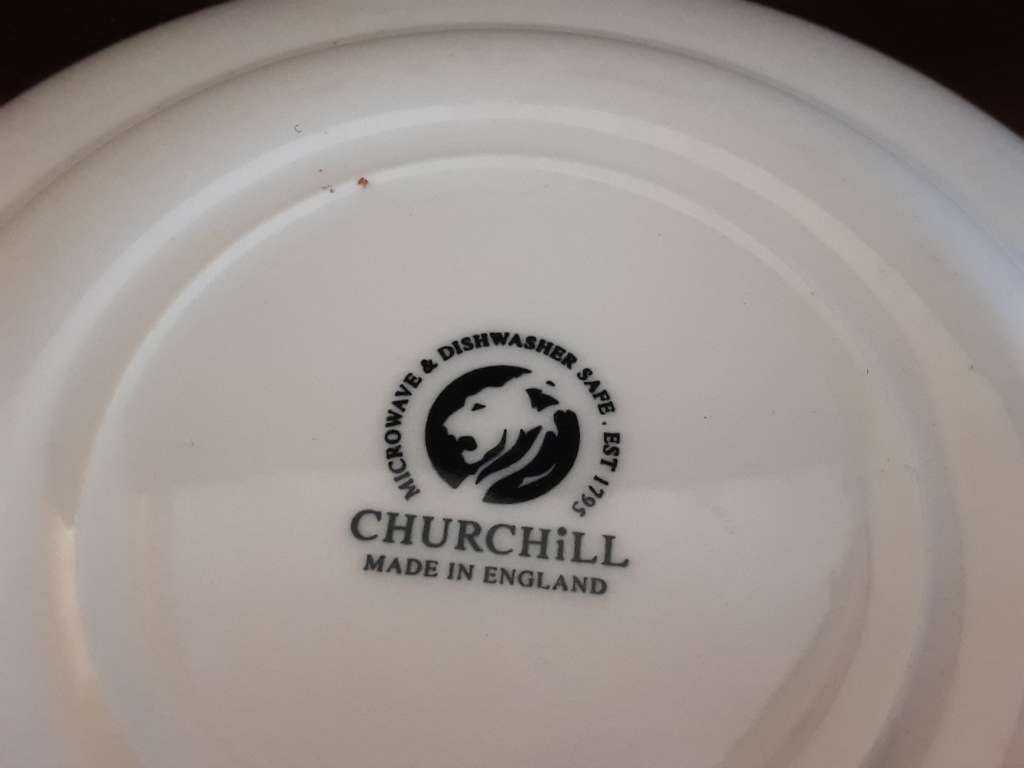 MICROWAVE & DISHWASHER SAFE . EST 1795
CHURCHiLL
MADE IN ENGLAND